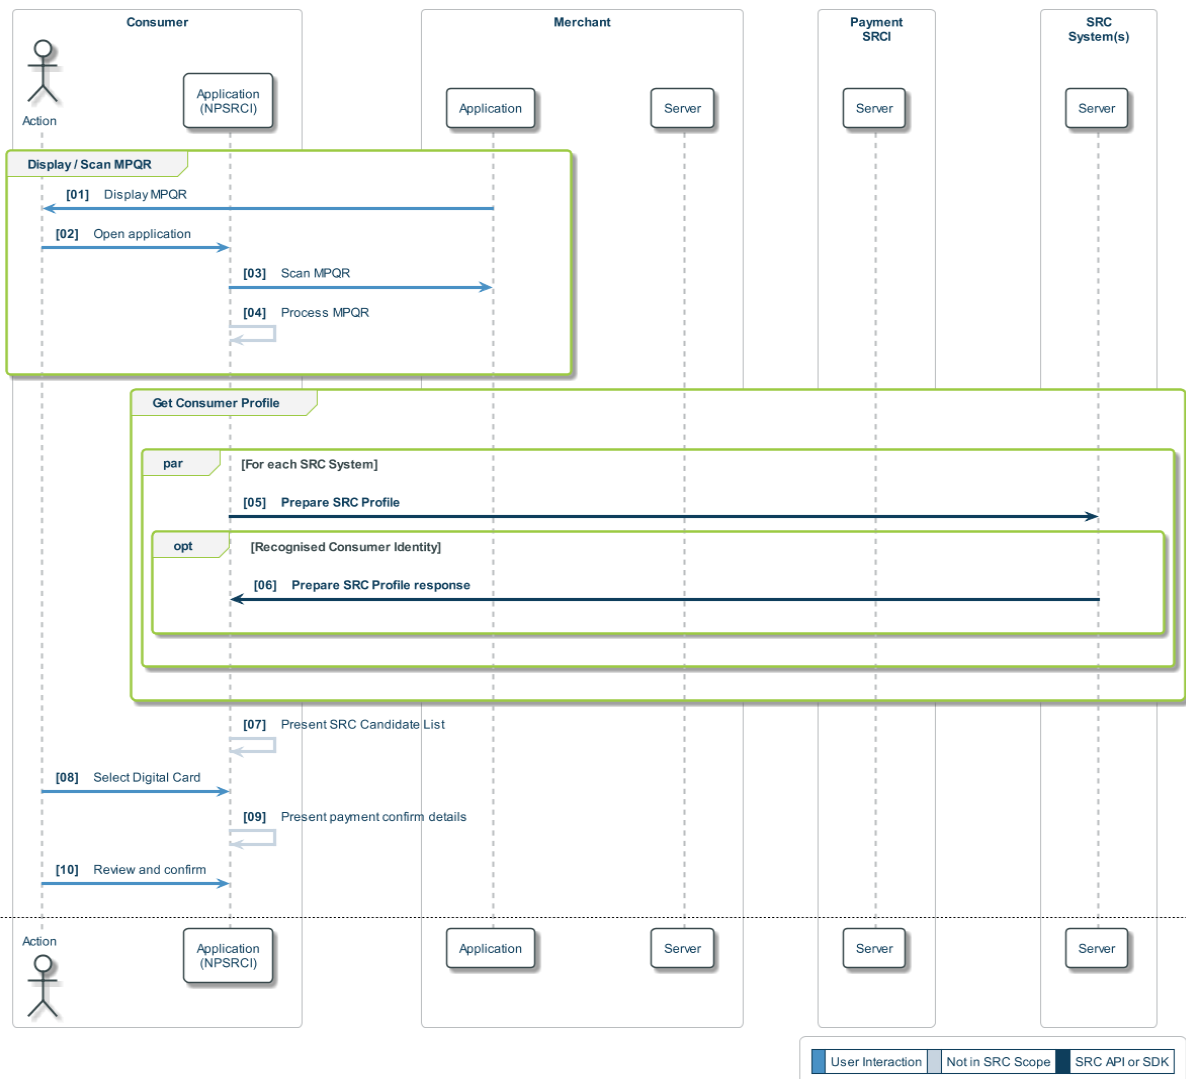 Consumer
Merchant
Payment
SRCI
SRC
System(s)
Action
Application
(NPSRCI)
Application
Server
Server
Server
Display / Scan MPQR
[01] Display MPQR
[02] Open application
[03] Scan MPQR
[04] Process MPQR
Get Consumer Profile
par [For each SRC System]
[05] Prepare SRC Profile
opt [Recognised Consumer Identity]
[06] Prepare SRC Profile response
[07] Present SRC Candidate List
[08] Select Digital Card
[09] Present payment confirm details
[10] Review and confirm
Action
Application
(NPSRCI)
Application
Server
Server
Server
User Interaction
Not in SRC Scope
SRC API or SDK